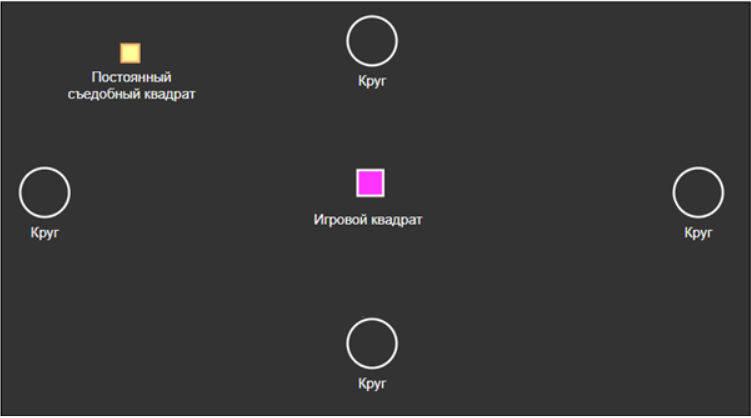 Постоянный
съедобный квадрат
Круг
Круг
Игровой квадрат
Круг
Круг